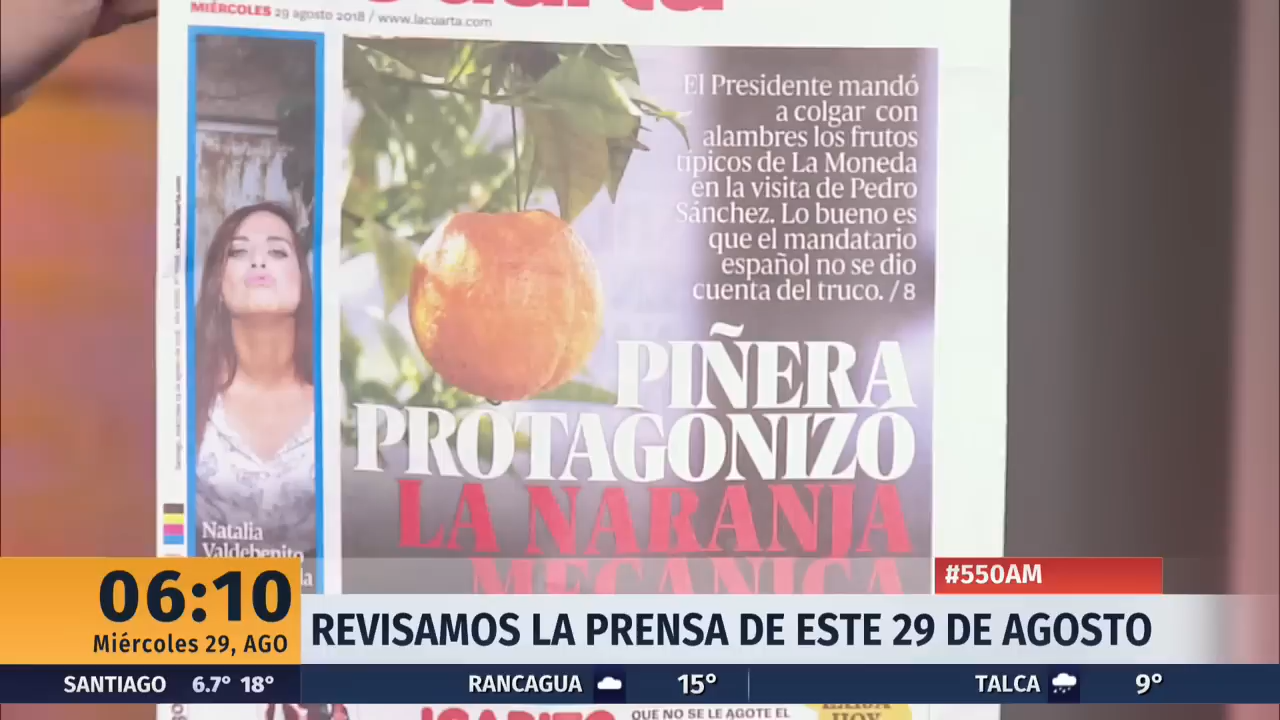 MIÉRCOLES 29 agosto 2018 / www.lacuarta.com
El Presidente mandó
a colgar con
alambres los frutos
típicos de La Moneda
en la visita de Pedro
Sánchez. Lo bueno es
que el mandatario
español no se dio
cuenta del truco. / 8
PIÑERA
PROTAGONIZÓ
LA NARANJA
MECÁNICA
Natalia
Valdebenito
#550AM
06:10
Miércoles 29, AGO
REVISAMOS LA PRENSA DE ESTE 29 DE AGOSTO
SANTIAGO 6.7° 18° RANCAGUA 15° TALCA 9°
QUE NO SE LE AGOTE EL